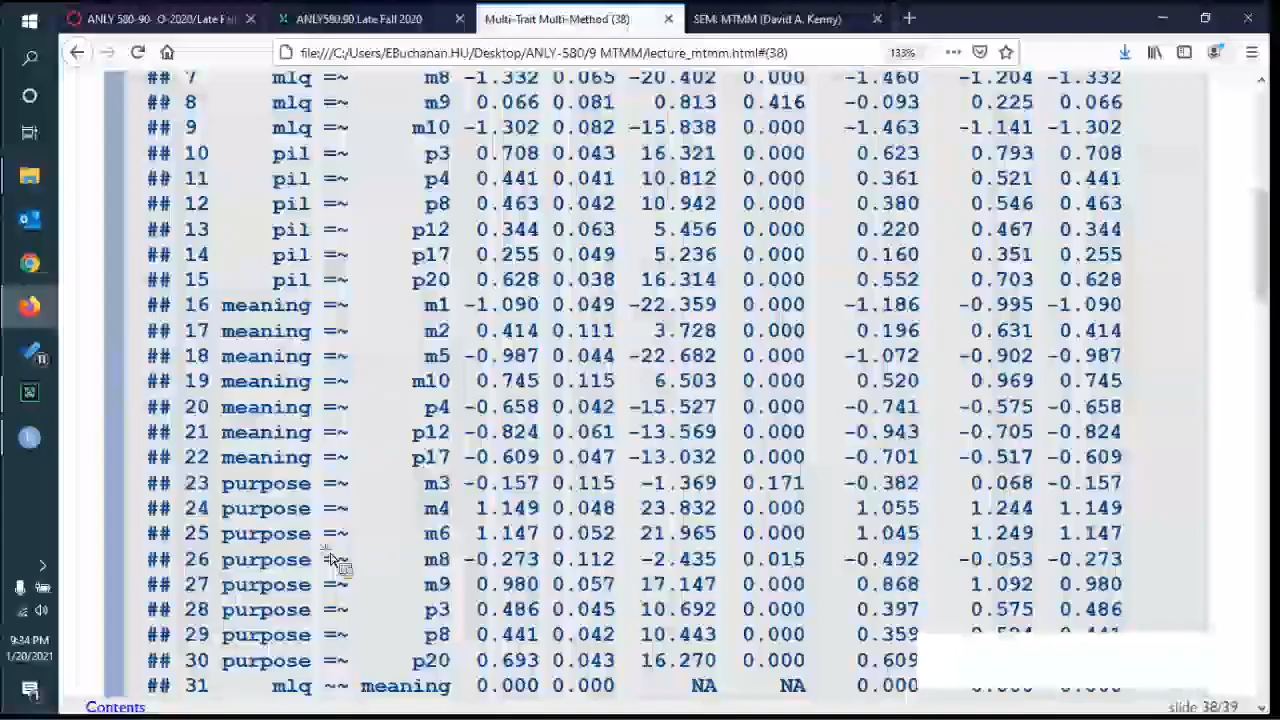 ANLY 580-90- O-2020/Late F
ANLY580.90 Late Fall 2020
Multi-Trait Multi-Method (38)
SEM: MTMM (David A. Kenny)
file:///C:/Users/EBuchanan.HU/Desktop/ANLY-580/9 MTMM/lecture_mtmm.html#(38)
133%
## 7 mlq =~ m8 -1.332 0.065 -20.402 0.000 -1.460 -1.204 -1.332
## 8 mlq =~ m9 0.066 0.081 0.813 0.416 -0.093 0.225 0.066
## 9 mlq =~ m10 -1.302 0.082 -15.838 0.000 -1.463 -1.141 -1.302
## 10 pil =~ p3 0.708 0.043 16.321 0.000 0.623 0.793 0.708
## 11 pil =~ p4 0.441 0.041 10.812 0.000 0.361 0.521 0.441
## 12 pil =~ p8 0.463 0.042 10.942 0.000 0.380 0.546 0.463
## 13 pil =~ p12 0.344 0.063 5.456 0.000 0.220 0.467 0.344
## 14 pil =~ p17 0.255 0.049 5.236 0.000 0.160 0.351 0.255
## 15 pil =~ p20 0.628 0.038 16.314 0.000 0.552 0.703 0.628
## 16 meaning =~ m1 -1.090 0.049 -22.359 0.000 -1.186 -0.995 -1.090
## 17 meaning =~ m2 0.414 0.111 3.728 0.000 0.196 0.631 0.414
## 18 meaning =~ m5 -0.987 0.044 -22.682 0.000 -1.072 -0.902 -0.987
## 19 meaning =~ m10 0.745 0.115 6.503 0.000 0.520 0.969 0.745
## 20 meaning =~ p4 -0.658 0.042 -15.527 0.000 -0.741 -0.575 -0.658
## 21 meaning =~ p12 -0.824 0.061 -13.569 0.000 -0.943 -0.705 -0.824
## 22 meaning =~ p17 -0.609 0.047 -13.032 0.000 -0.701 -0.517 -0.609
## 23 purpose =~ m3 -0.157 0.115 -1.369 0.171 -0.382 0.068 -0.157
## 24 purpose =~ m4 1.149 0.048 23.832 0.000 1.055 1.244 1.149
## 25 purpose =~ m6 1.147 0.052 21.965 0.000 1.045 1.249 1.147
## 26 purpose =~ m8 -0.273 0.112 -2.435 0.015 -0.492 -0.053 -0.273
## 27 purpose =~ m9 0.980 0.057 17.147 0.000 0.868 1.092 0.980
## 28 purpose =~ p3 0.486 0.045 10.692 0.000 0.397 0.575 0.486
## 29 purpose =~ p8 0.441 0.042 10.443 0.000 0.359
## 30 purpose =~ p20 0.693 0.043 16.270 0.000 0.609
## 31 mlq ~~ meaning 0.000 0.000 NA NA 0.000
Contents
slide 38/39
9:34 PM
1/20/2021